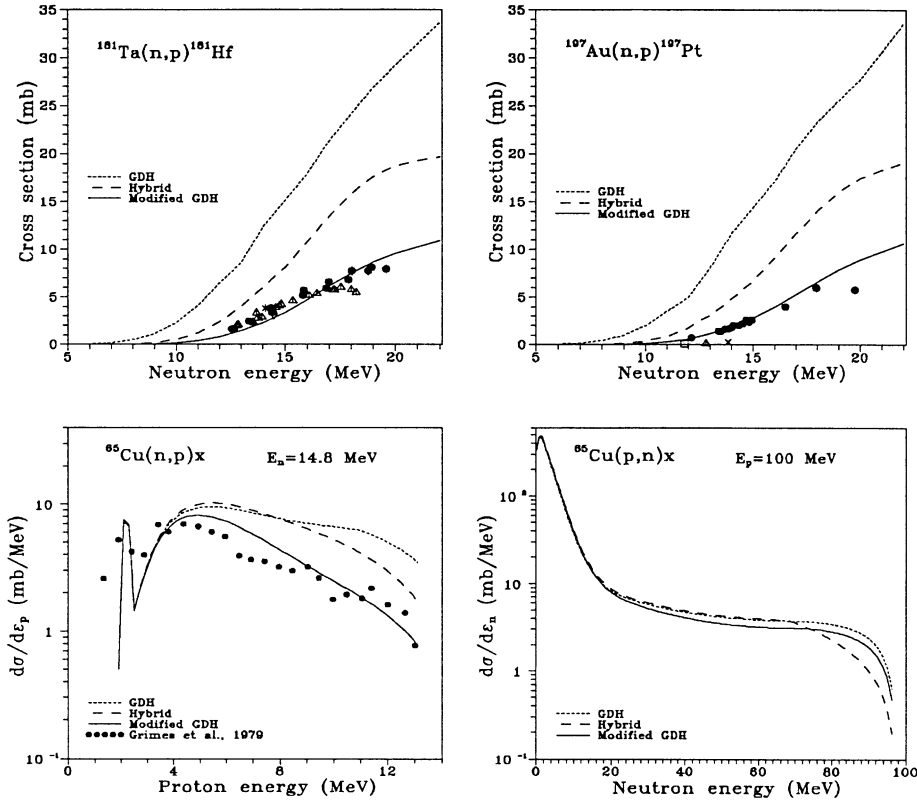 35
30
25
20
15
10
5
0
5 10 15 20
Cross section (mb)
Neutron energy (MeV)
¹⁸¹Ta(n,p)¹⁸¹Hf
GDH
Hybrid
Modified GDH
35
30
25
20
15
10
5
0
5 10 15 20
Cross section (mb)
Neutron energy (MeV)
¹⁹⁷Au(n,p)¹⁹⁷Pt
GDH
Hybrid
Modified GDH
⁶⁵Cu(n,p)x Eₙ=14.8 MeV
10
1
10⁻¹
0 4 8 12
dσ/dεₚ (mb/MeV)
Proton energy (MeV)
GDH
Hybrid
Modified GDH
Grimes et al., 1979
⁶⁵Cu(p,n)x Eₚ=100 MeV
10²
10
1
10⁻¹
0 20 40 60 80 100
dσ/dεₙ (mb/MeV)
Neutron energy (MeV)
GDH
Hybrid
Modified GDH